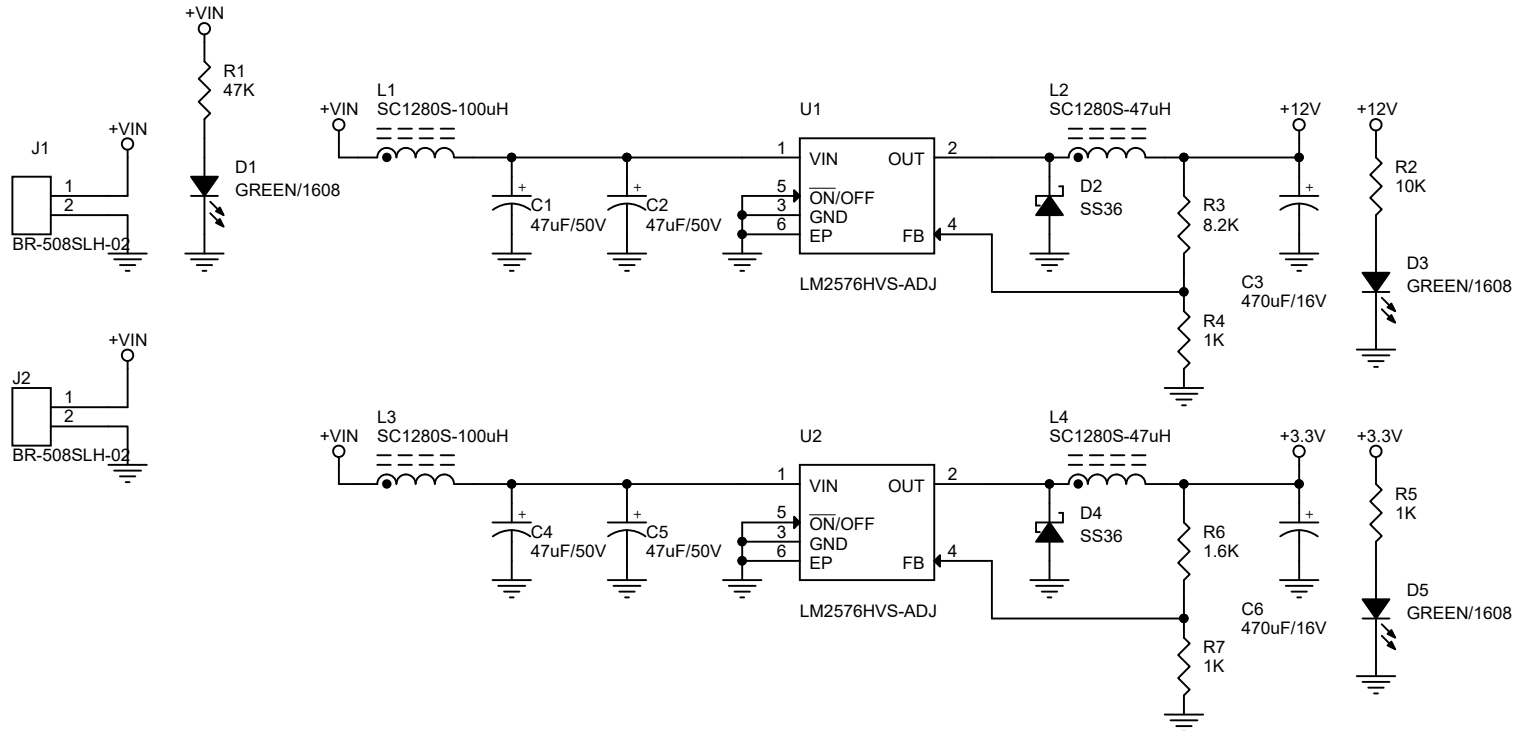 +VIN
R1
47K
D1
GREEN/1608
J1
+VIN
1
2
BR-508SLH-02
J2
+VIN
1
2
BR-508SLH-02
+VIN
L1
SC1280S-100uH
+
C1
47uF/50V
+
C2
47uF/50V
U1
1
VIN
OUT
2
5
ON/OFF
3
GND
6
EP
FB
4
LM2576HVS-ADJ
L2
SC1280S-47uH
D2
SS36
R3
8.2K
R4
1K
+12V
+
C3
470uF/16V
+12V
R2
10K
D3
GREEN/1608
+VIN
L3
SC1280S-100uH
+
C4
47uF/50V
+
C5
47uF/50V
U2
1
VIN
OUT
2
5
ON/OFF
3
GND
6
EP
FB
4
LM2576HVS-ADJ
L4
SC1280S-47uH
D4
SS36
R6
1.6K
R7
1K
+3.3V
+
C6
470uF/16V
+3.3V
R5
1K
D5
GREEN/1608